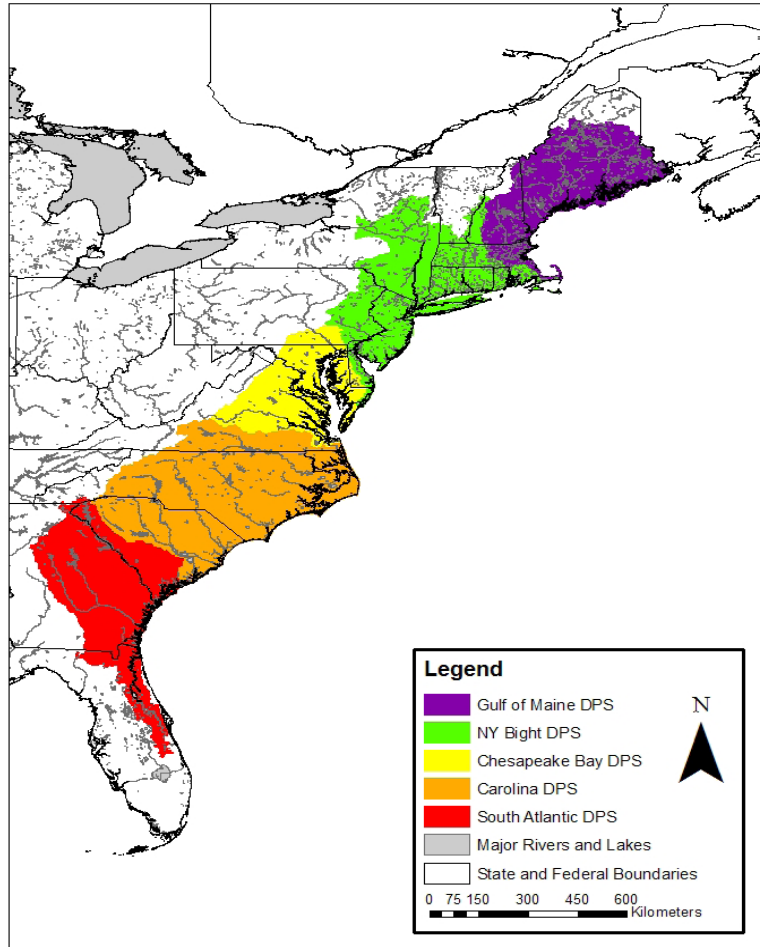 Legend
N
Gulf of Maine DPS
NY Bight DPS
Chesapeake Bay DPS
Carolina DPS
South Atlantic DPS
Major Rivers and Lakes
State and Federal Boundaries
0 75 150 300 450 600
Kilometers